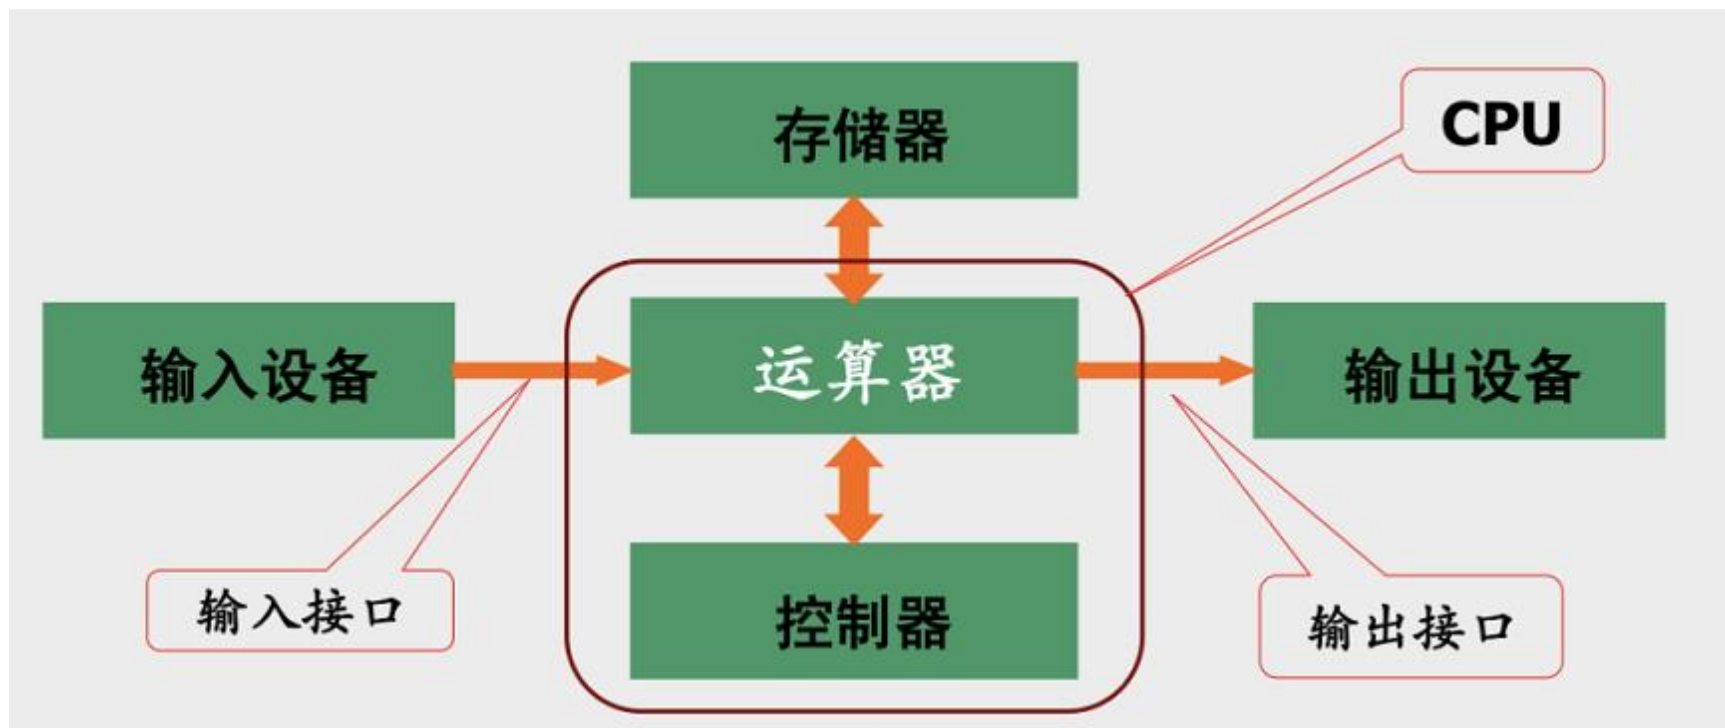 存储器
CPU
输入设备
运算器
输出设备
输入接口
控制器
输出接口